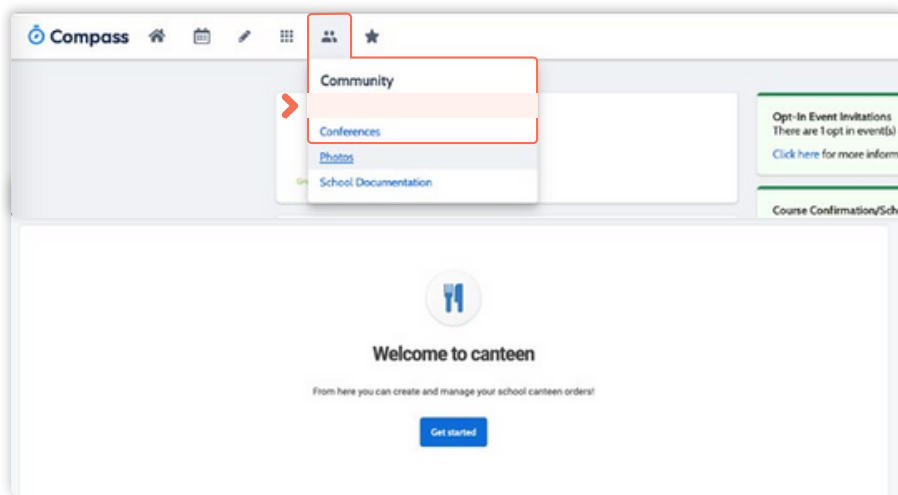 Compass
Community
Conferences
Photos
School Documentation
Opt-In Event Invitations
There are 1 opt in event(s)
Click here for more inform
Course Confirmation/Sch
Welcome to canteen
From here you can create and manage your school canteen orders!
Get started